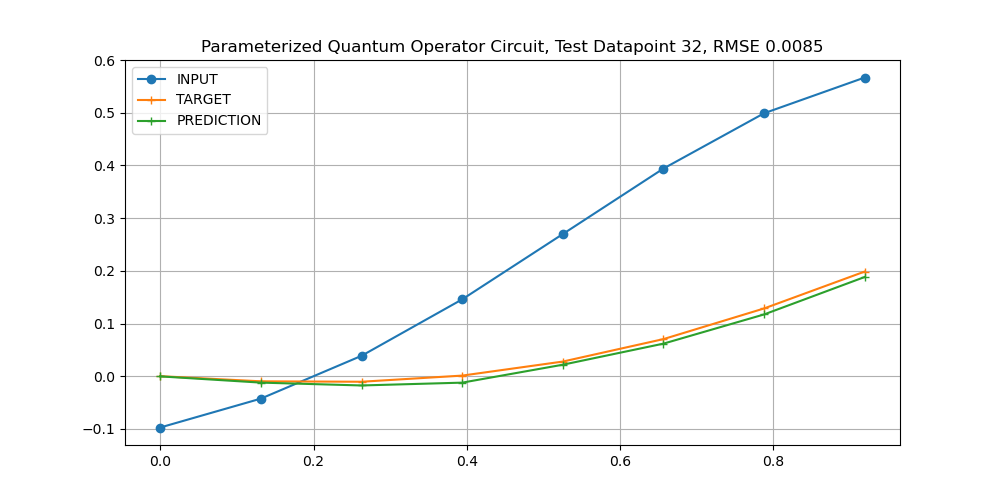 Parameterized Quantum Operator Circuit, Test Datapoint 32, RMSE 0.0085
INPUT
TARGET
PREDICTION
0.6
0.5
0.4
0.3
0.2
0.1
0.0
−0.1
0.0 0.2 0.4 0.6 0.8